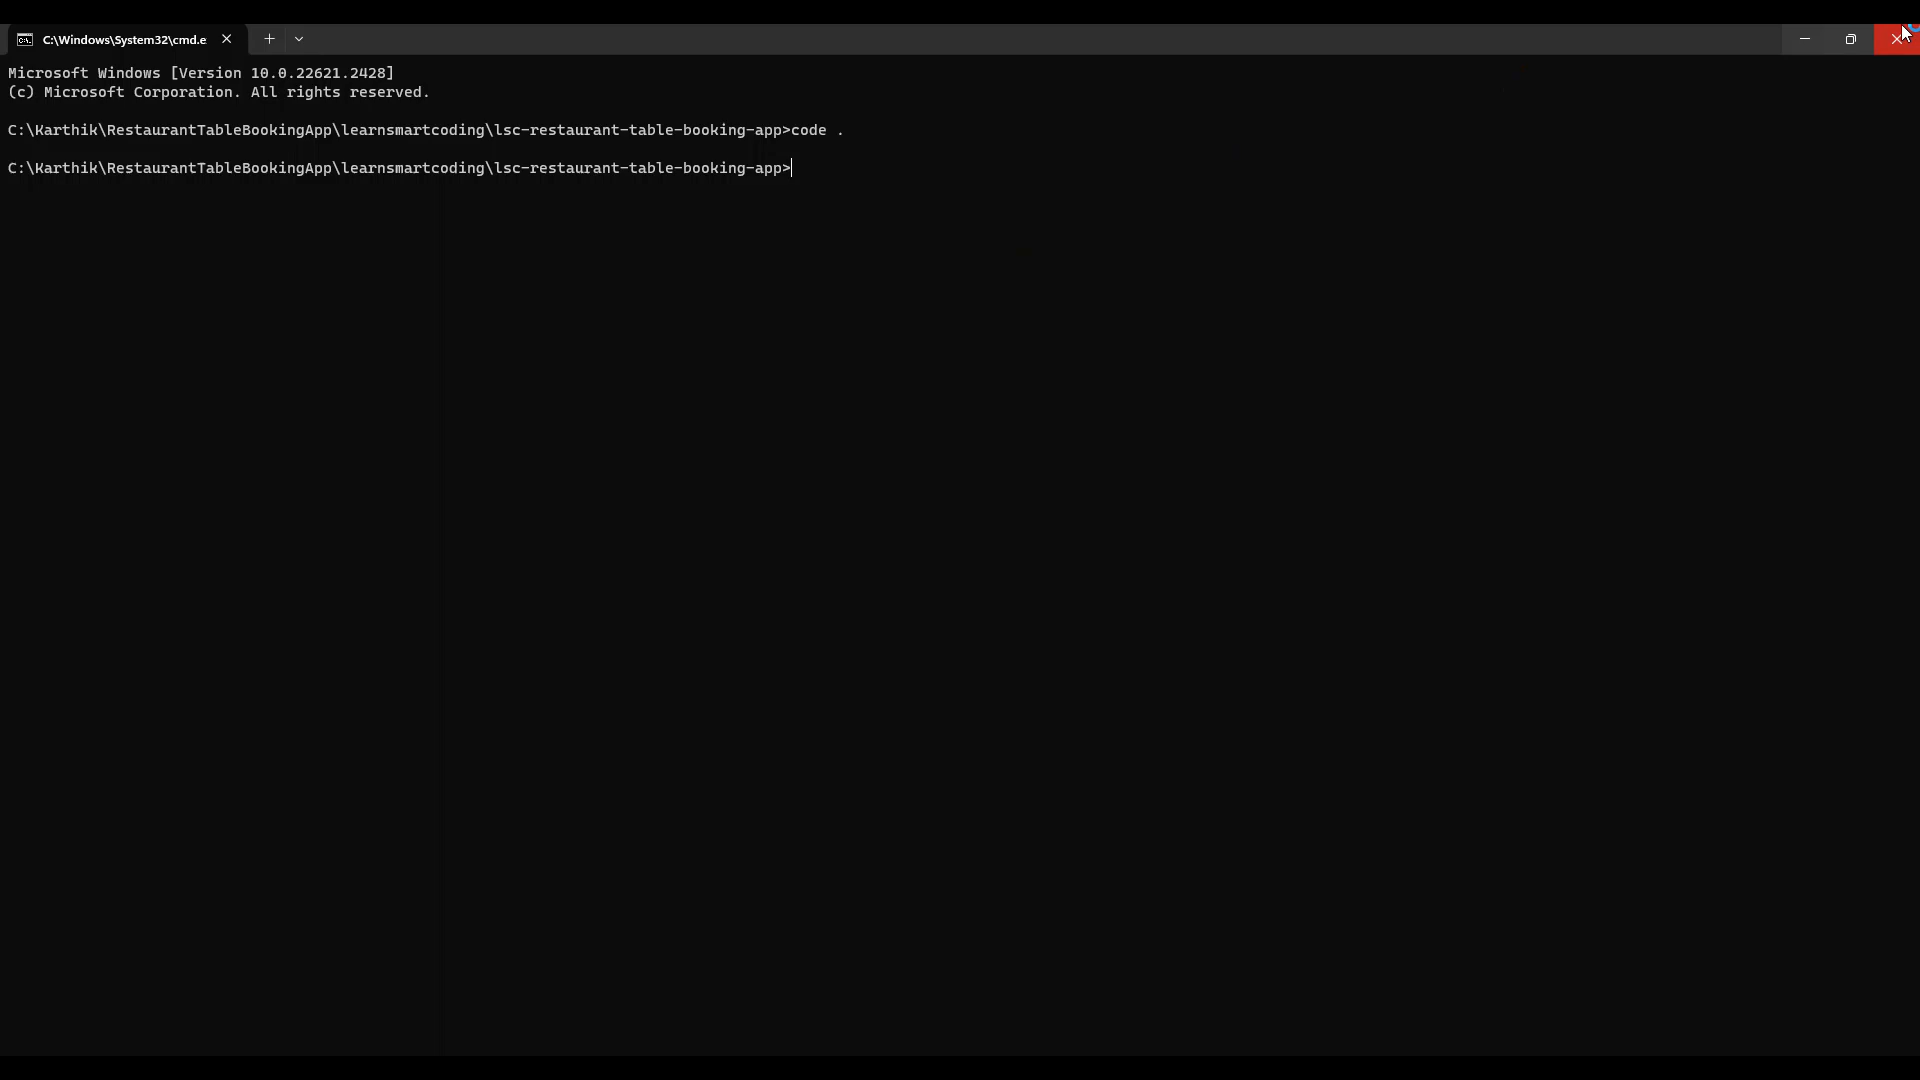 C:\Windows\System32\cmd.e
Microsoft Windows [Version 10.0.22621.2428]
(c) Microsoft Corporation. All rights reserved.
C:\Karthik\RestaurantTableBookingApp\learnsmartcoding\lsc-restaurant-table-booking-app>code .
C:\Karthik\RestaurantTableBookingApp\learnsmartcoding\lsc-restaurant-table-booking-app>